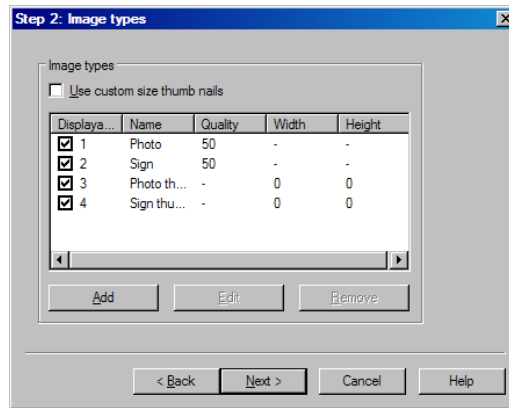 Step 2: Image types
Image types
Use custom size thumb nails
Displaya... Name Quality Width Height
1 Photo 50 - -
2 Sign 50 - -
3 Photo th... - 0 0
4 Sign thu... - 0 0
Add Edit Remove
< Back Next > Cancel Help